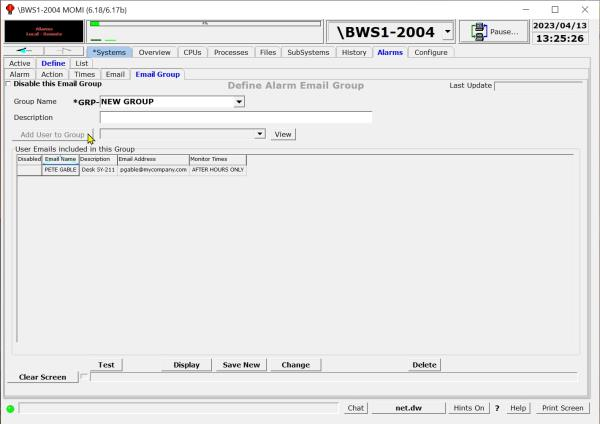 \BWS1-2004 MOMI (6.18/6.17b)
Alarms
Local - Remote
4%
\BWS1-2004
Pause...
2023/04/13
13:25:26
*Systems Overview CPUs Processes Files SubSystems History Alarms Configure
Active Define List
Alarm Action Times Email Email Group
Disable this Email Group
Define Alarm Email Group
Last Update
Group Name *GRP- NEW GROUP
Description
Add User to Group View
User Emails included in this Group
Disabled Email Name Description Email Address Monitor Times
PETE GABLE Desk SY-211 pgable@mycompany.com AFTER HOURS ONLY
Test Display Save New Change Delete
Clear Screen
Chat net.dw Hints On ? Help Print Screen